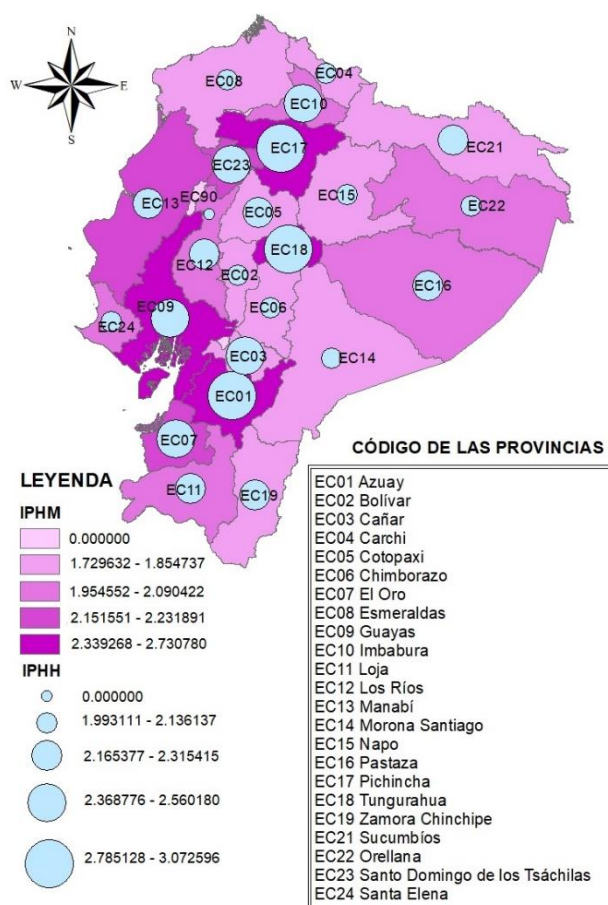 N
W
E
S
EC08
EC04
EC10
EC17
EC21
EC23
EC15
EC90
EC13
EC05
EC22
EC18
EC12
EC02
EC16
EC09
EC06
EC24
EC03
EC14
EC01
EC07
EC11
EC19
LEYENDA
IPHM
0.000000
1.729632 - 1.854737
1.954552 - 2.090422
2.151551 - 2.231891
2.339268 - 2.730780
IPHH
0.000000
1.993111 - 2.136137
2.165377 - 2.315415
2.368776 - 2.560180
2.785128 - 3.072596
CÓDIGO DE LAS PROVINCIAS
EC01 Azuay
EC02 Bolívar
EC03 Cañar
EC04 Carchi
EC05 Cotopaxi
EC06 Chimborazo
EC07 El Oro
EC08 Esmeraldas
EC09 Guayas
EC10 Imbabura
EC11 Loja
EC12 Los Ríos
EC13 Manabí
EC14 Morona Santiago
EC15 Napo
EC16 Pastaza
EC17 Pichincha
EC18 Tungurahua
EC19 Zamora Chinchipe
EC21 Sucumbíos
EC22 Orellana
EC23 Santo Domingo de los Tsáchilas
EC24 Santa Elena